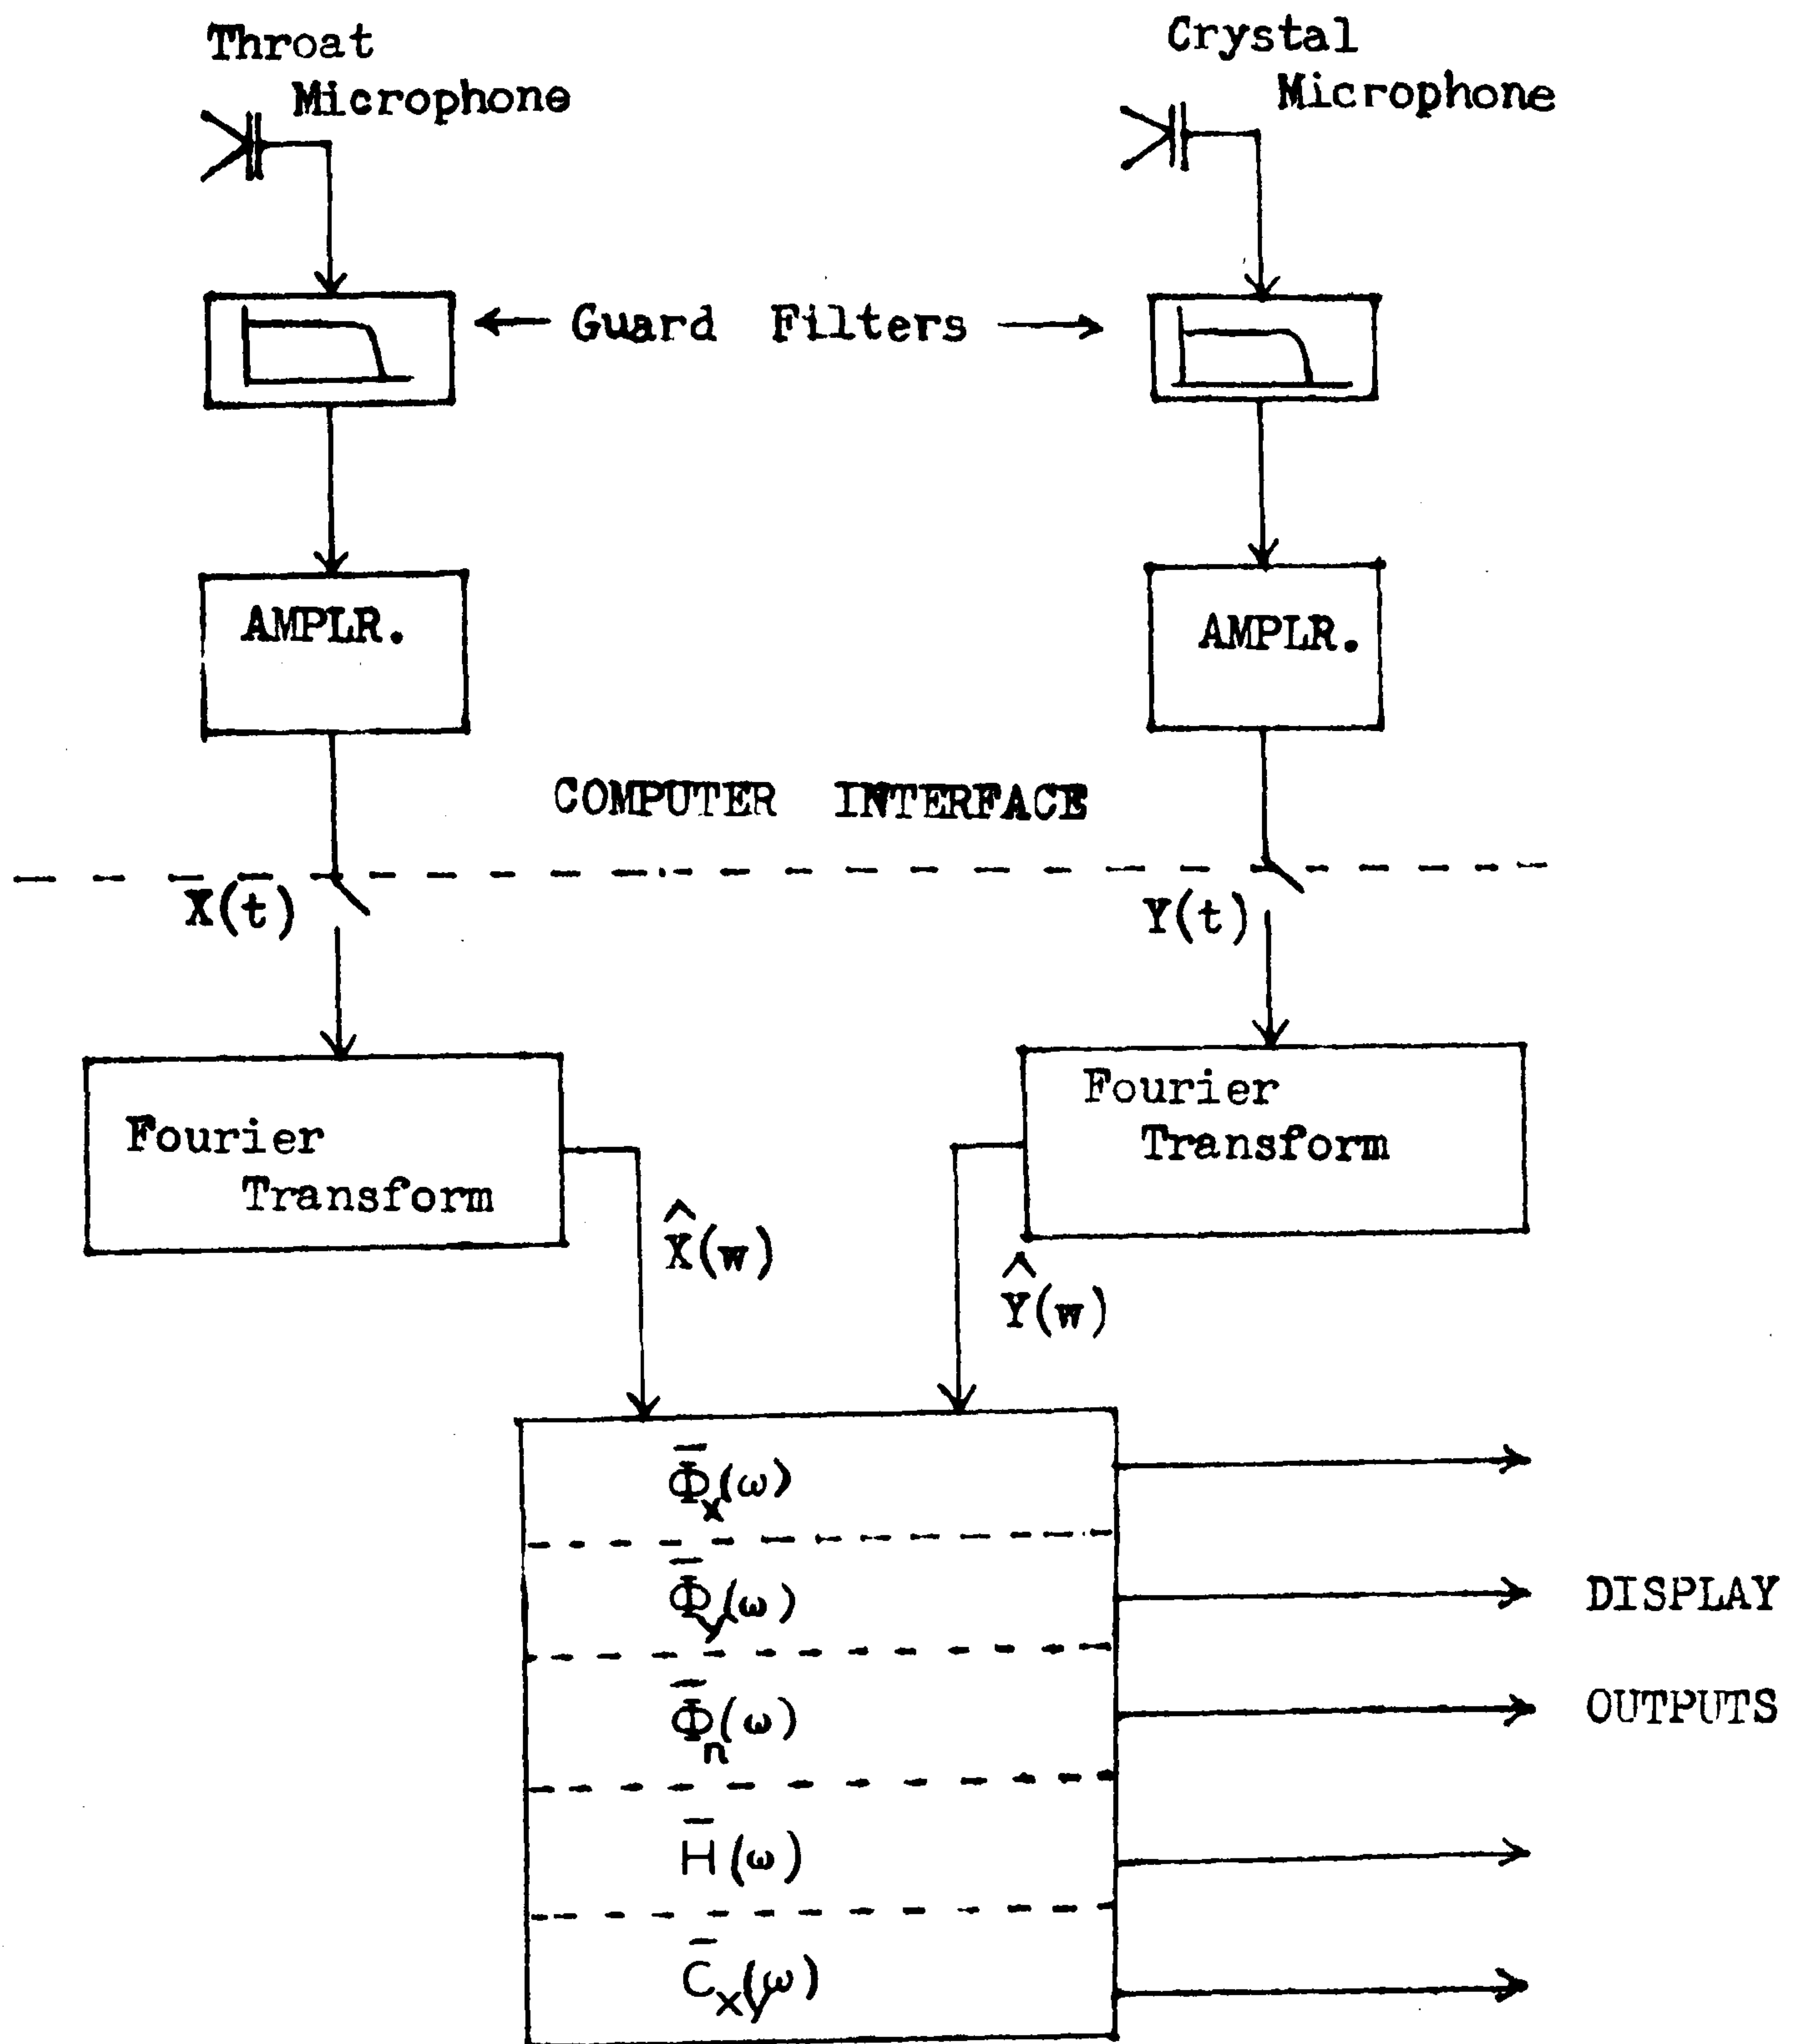 Throat
Microphone
Crystal
Microphone
Guard Filters
AMPLR.
AMPLR.
COMPUTER INTERFACE
X(t)
Y(t)
Fourier
Transform
Fourier
Transform
X̂(w)
Ŷ(w)
Φ̄x(ω)
Φ̄y(ω)
DISPLAY
Φ̄n(ω)
OUTPUTS
H̄(ω)
C̄xy(ω)